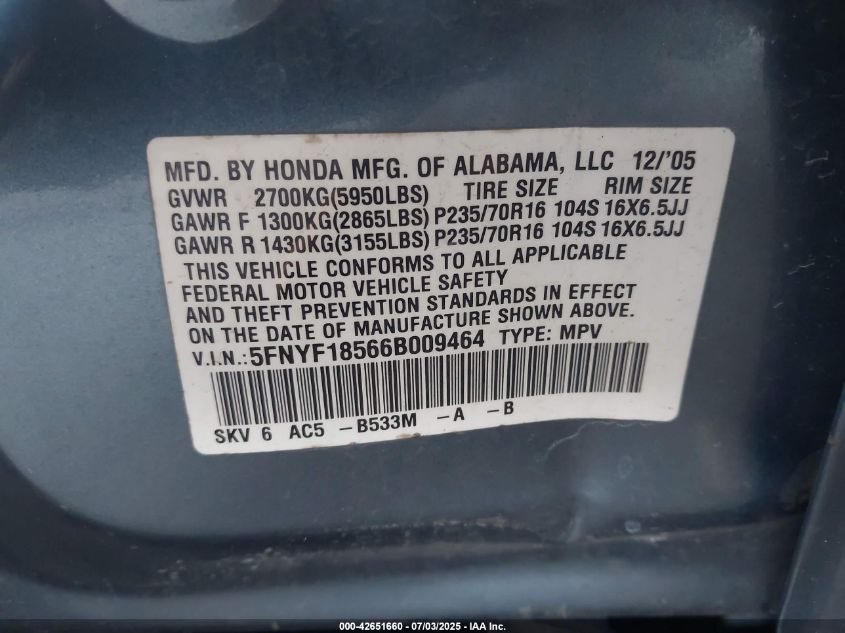 MFD. BY HONDA MFG. OF ALABAMA, LLC 12/'05
GVWR 2700KG(5950LBS) TIRE SIZE RIM SIZE
GAWR F 1300KG(2865LBS) P235/70R16 104S 16X6.5JJ
GAWR R 1430KG(3155LBS) P235/70R16 104S 16X6.5JJ
THIS VEHICLE CONFORMS TO ALL APPLICABLE
FEDERAL MOTOR VEHICLE SAFETY
AND THEFT PREVENTION STANDARDS IN EFFECT
ON THE DATE OF MANUFACTURE SHOWN ABOVE.
V.I.N.:5FNYF18566B009464 TYPE: MPV
SKV 6 AC5 -B533M -A -B
000-42651660 / 07/03/2025 - IAA Inc.